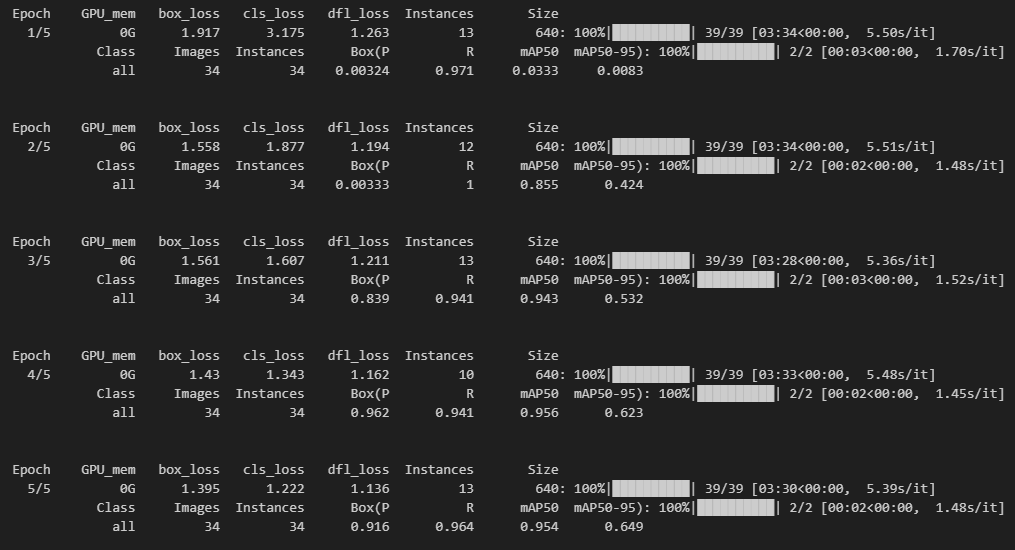 Epoch GPU_mem box_loss cls_loss dfl_loss Instances Size
1/5 0G 1.917 3.175 1.263 13 640: 100%|██████████| 39/39 [03:34<00:00, 5.50s/it]
Class Images Instances Box(P R mAP50 mAP50-95): 100%|██████████| 2/2 [00:03<00:00, 1.70s/it]
all 34 34 0.00324 0.971 0.0333 0.0083
Epoch GPU_mem box_loss cls_loss dfl_loss Instances Size
2/5 0G 1.558 1.877 1.194 12 640: 100%|██████████| 39/39 [03:34<00:00, 5.51s/it]
Class Images Instances Box(P R mAP50 mAP50-95): 100%|██████████| 2/2 [00:02<00:00, 1.48s/it]
all 34 34 0.00333 1 0.855 0.424
Epoch GPU_mem box_loss cls_loss dfl_loss Instances Size
3/5 0G 1.561 1.607 1.211 13 640: 100%|██████████| 39/39 [03:28<00:00, 5.36s/it]
Class Images Instances Box(P R mAP50 mAP50-95): 100%|██████████| 2/2 [00:03<00:00, 1.52s/it]
all 34 34 0.839 0.941 0.943 0.532
Epoch GPU_mem box_loss cls_loss dfl_loss Instances Size
4/5 0G 1.43 1.343 1.162 10 640: 100%|██████████| 39/39 [03:33<00:00, 5.48s/it]
Class Images Instances Box(P R mAP50 mAP50-95): 100%|██████████| 2/2 [00:02<00:00, 1.45s/it]
all 34 34 0.962 0.941 0.956 0.623
Epoch GPU_mem box_loss cls_loss dfl_loss Instances Size
5/5 0G 1.395 1.222 1.136 13 640: 100%|██████████| 39/39 [03:30<00:00, 5.39s/it]
Class Images Instances Box(P R mAP50 mAP50-95): 100%|██████████| 2/2 [00:02<00:00, 1.48s/it]
all 34 34 0.916 0.964 0.954 0.649